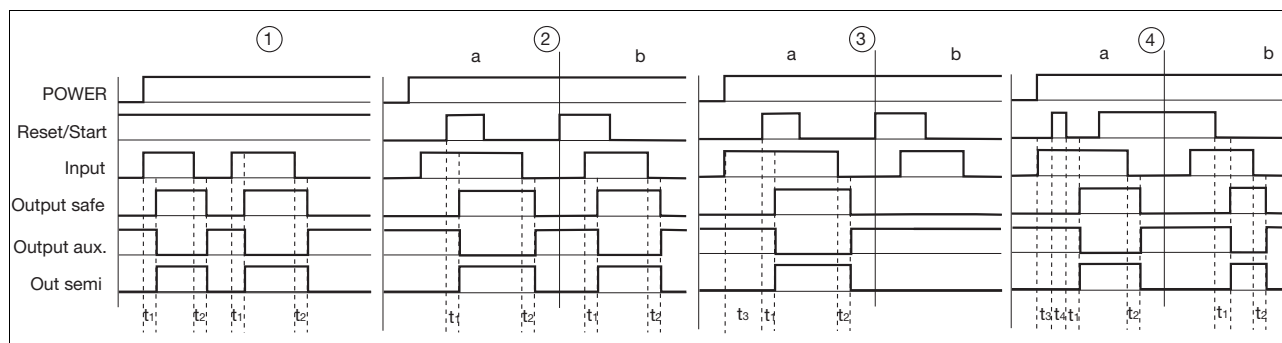 1 2 3 4
a b a b a b
POWER
Reset/Start
Input
Output safe
Output aux.
Out semi
t1 t2 t1 t2 t1 t2 t1 t2 t3 t1 t2 t3 t4 t1 t2 t1 t2